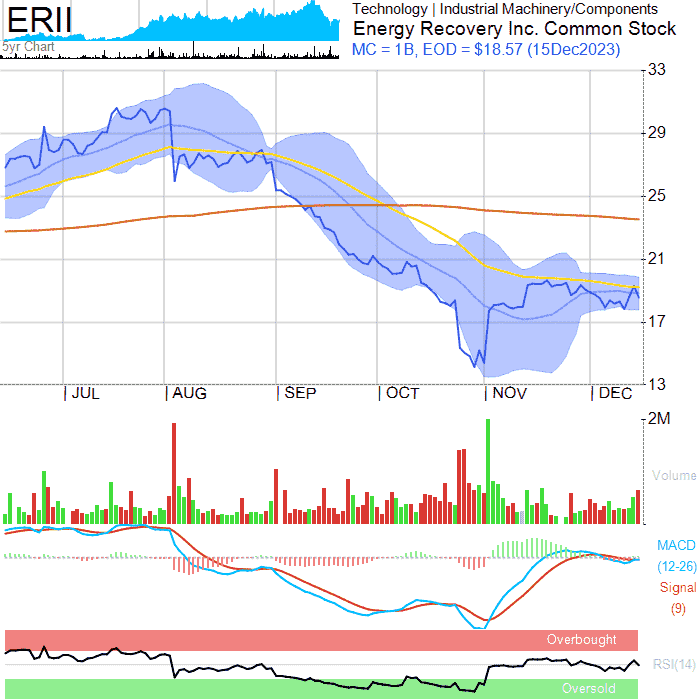 ERII
5yr Chart
Technology | Industrial Machinery/Components
Energy Recovery Inc. Common Stock
MC = 1B, EOD = $18.57 (15Dec2023)
33
29
25
21
17
13
JUL
AUG
SEP
OCT
NOV
DEC
2M
Volume
MACD
(12-26)
Signal
(9)
Overbought
RSI(14)
Oversold